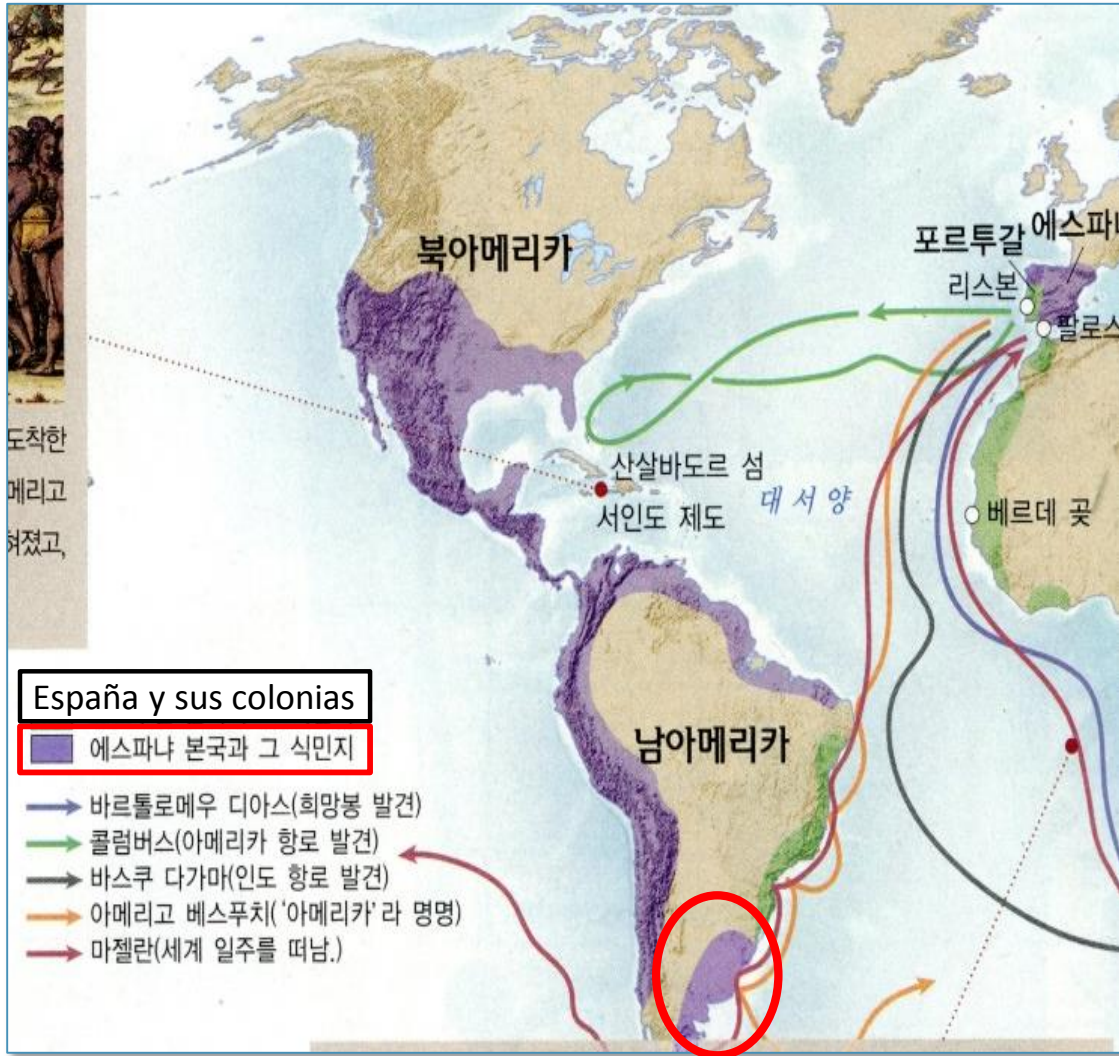 북아메리카
포르투갈
리스본
팔로스
도착한
메리고
혀졌고,
산살바도르 섬
서인도 제도
대서양
베르데 곶
España y sus colonias
에스파냐 본국과 그 식민지
남아메리카
바르톨로메우 디아스(희망봉 발견)
콜럼버스(아메리카 항로 발견)
바스쿠 다가마(인도 항로 발견)
아메리고 베스푸치(‘아메리카’라 명명)
마젤란(세계 일주를 떠남.)